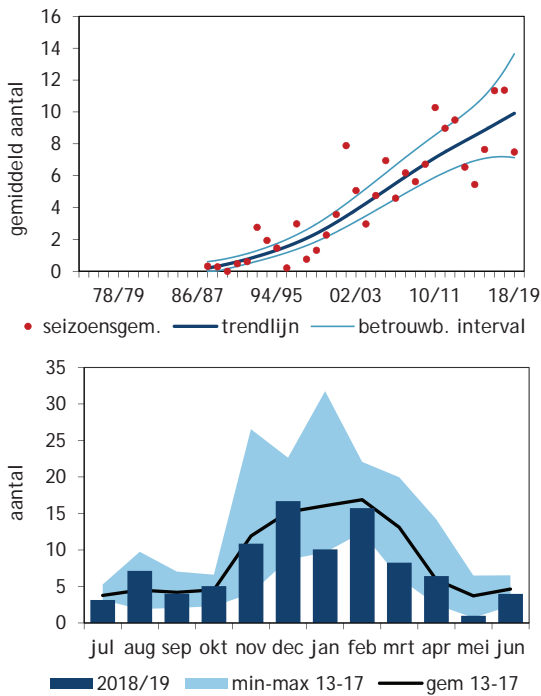 16
14
12
10
8
6
4
2
0
gemiddeld aantal
78/79 86/87 94/95 02/03 10/11 18/19
seizoensgem. trendlijn betrouwb. interval
35
30
25
20
15
10
5
0
aantal
jul aug sep okt nov dec jan feb mrt apr mei jun
2018/19 min-max 13-17 gem 13-17